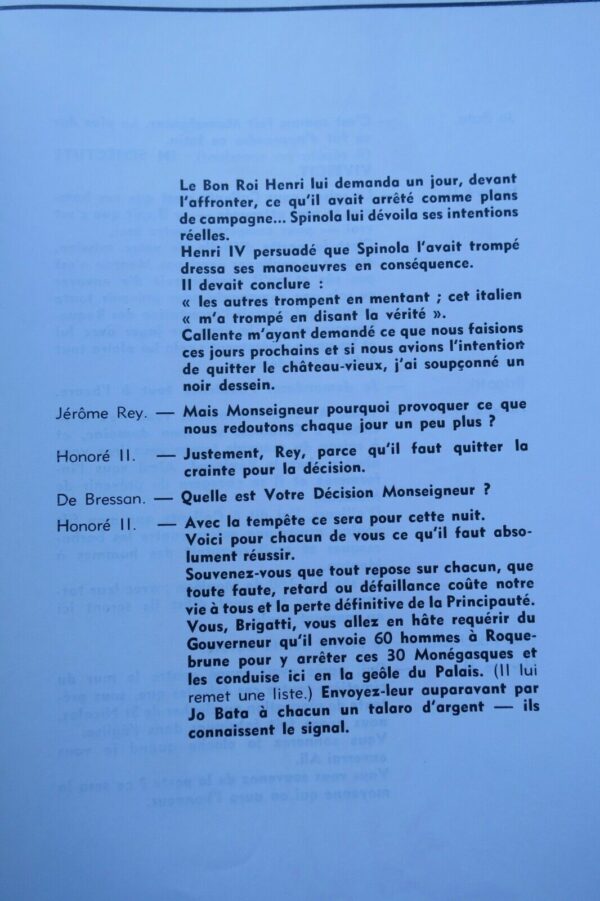 Le Bon Roi Henri lui demanda un jour, devant
l'affronter, ce qu'il avait arrêté comme plans
de campagne... Spinola lui dévoila ses intentions
réelles.
Henri IV persuadé que Spinola l'avait trompé
dressa ses manoeuvres en conséquence.
Il devait conclure :
« les autres trompent en mentant ; cet italien
« m'a trompé en disant la vérité ».
Callente m'ayant demandé ce que nous faisions
ces jours prochains et si nous avions l'intention
de quitter le château-vieux, j'ai soupçonné un
noir dessein.
Jérôme Rey. — Mais Monseigneur pourquoi provoquer ce que
nous redoutons chaque jour un peu plus ?
Honoré II. — Justement, Rey, parce qu'il faut quitter la
crainte pour la décision.
De Bressan. — Quelle est Votre Décision Monseigneur ?
Honoré II. — Avec la tempête ce sera pour cette nuit.
Voici pour chacun de vous ce qu'il faut abso-
lument réussir.
Souvenez-vous que tout repose sur chacun, que
toute faute, retard ou défaillance coûte notre
vie à tous et la perte définitive de la Principauté.
Vous, Brigatti, vous allez en hâte requérir du
Gouverneur qu'il envoie 60 hommes à Roque-
brune pour y arrêter ces 30 Monégasques et
les conduise ici en la geôle du Palais. (Il lui
remet une liste.) Envoyez-leur auparavant par
Jo Bata à chacun un talaro d'argent — ils
connaissent le signal.